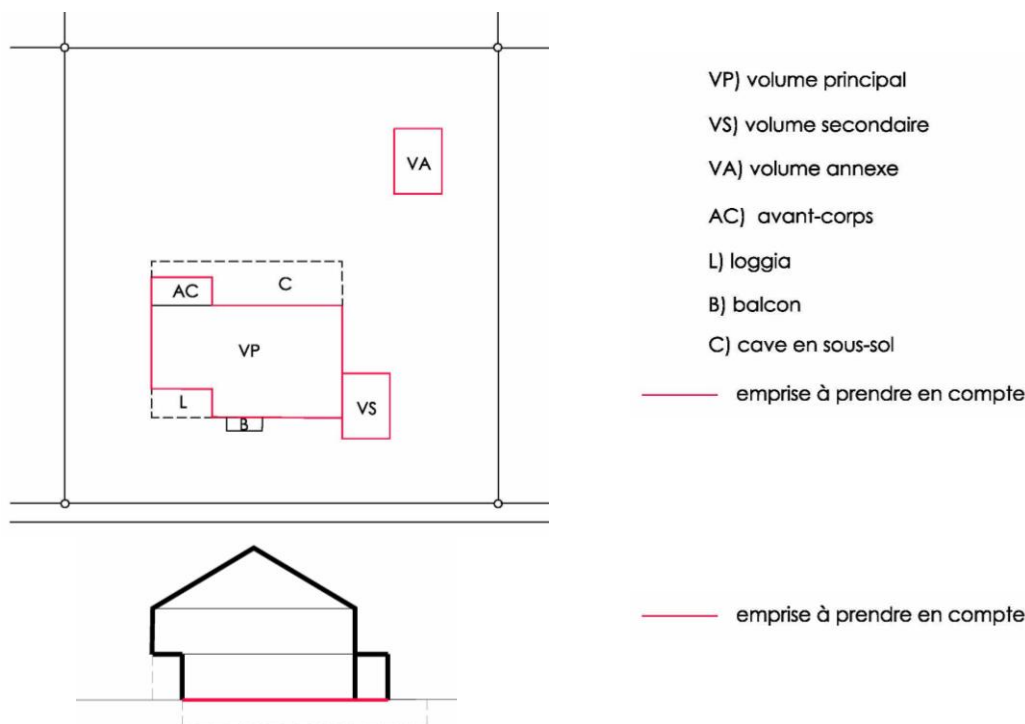 VA
AC
C
VP
L
B
VS
VP) volume principal
VS) volume secondaire
VA) volume annexe
AC) avant-corps
L) loggia
B) balcon
C) cave en sous-sol
emprise à prendre en compte
emprise à prendre en compte